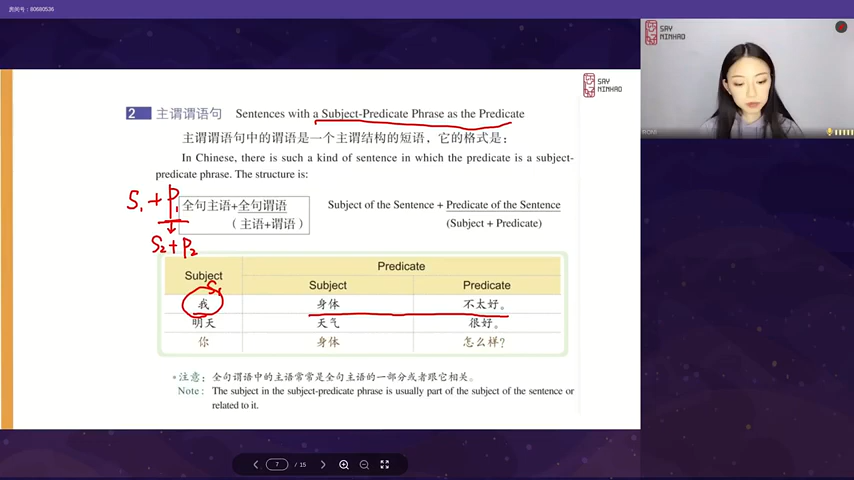 房间号: 80680536
SAY
NINHAO
SAY
NINHAO
2 主谓谓语句 Sentences with a Subject-Predicate Phrase as the Predicate
主谓谓语句中的谓语是一个主谓结构的短语，它的格式是：
In Chinese, there is such a kind of sentence in which the predicate is a subject-
predicate phrase. The structure is:
S₁ + P₁
全句主语+全句谓语 Subject of the Sentence + Predicate of the Sentence
（主语+谓语） (Subject + Predicate)
S₂ + P₂
Subject Predicate
S₁ Subject Predicate
我 身体 不太好。
明天 天气 很好。
你 身体 怎么样?
注意： 全句谓语中的主语常常是全句主语的一部分或者跟它相关。
Note: The subject in the subject-predicate phrase is usually part of the subject of the sentence or
related to it.
7 / 15